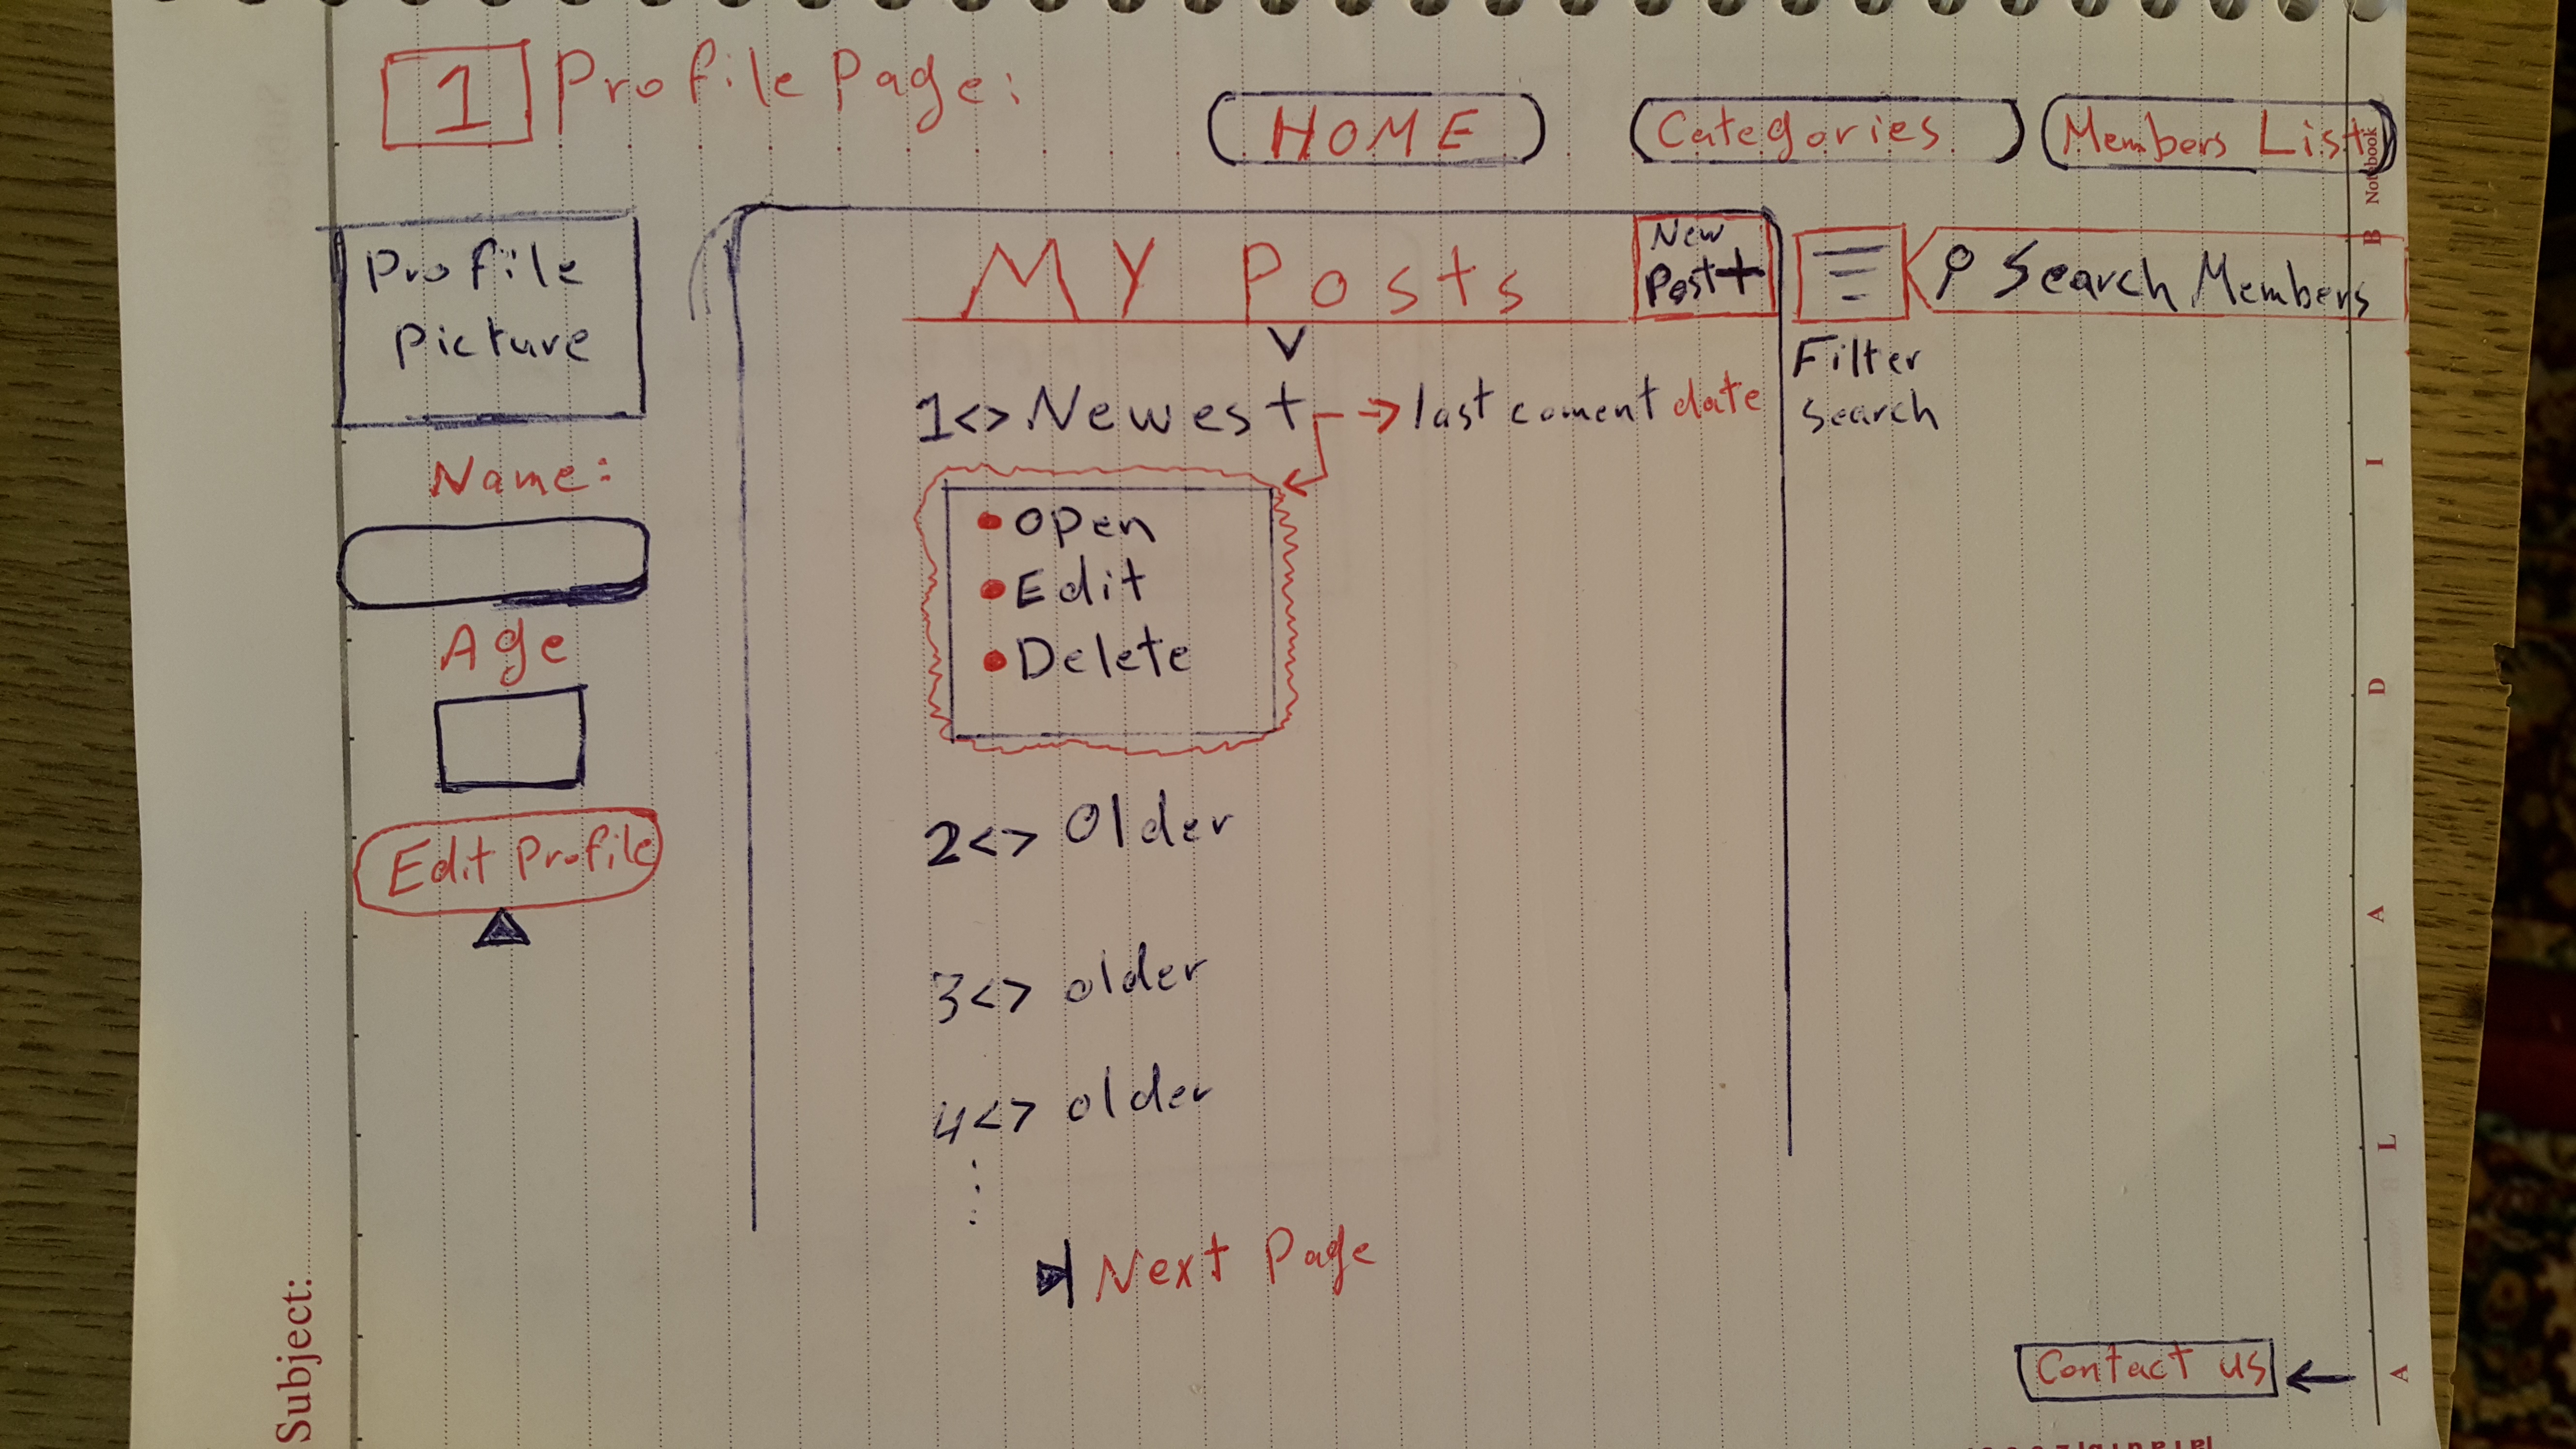 1 Profile Page:
HOME
Categories
Members List
Profile
Picture
Name:
Age
Edit Profile
My Posts
New
Post+
1<> Newest → last coment date
• Open
• Edit
• Delete
2<> Older
3<> older
4<> older
Next Page
Search Members
Filter
Search
Contact us
Subject:
Notebook
B I D A L A